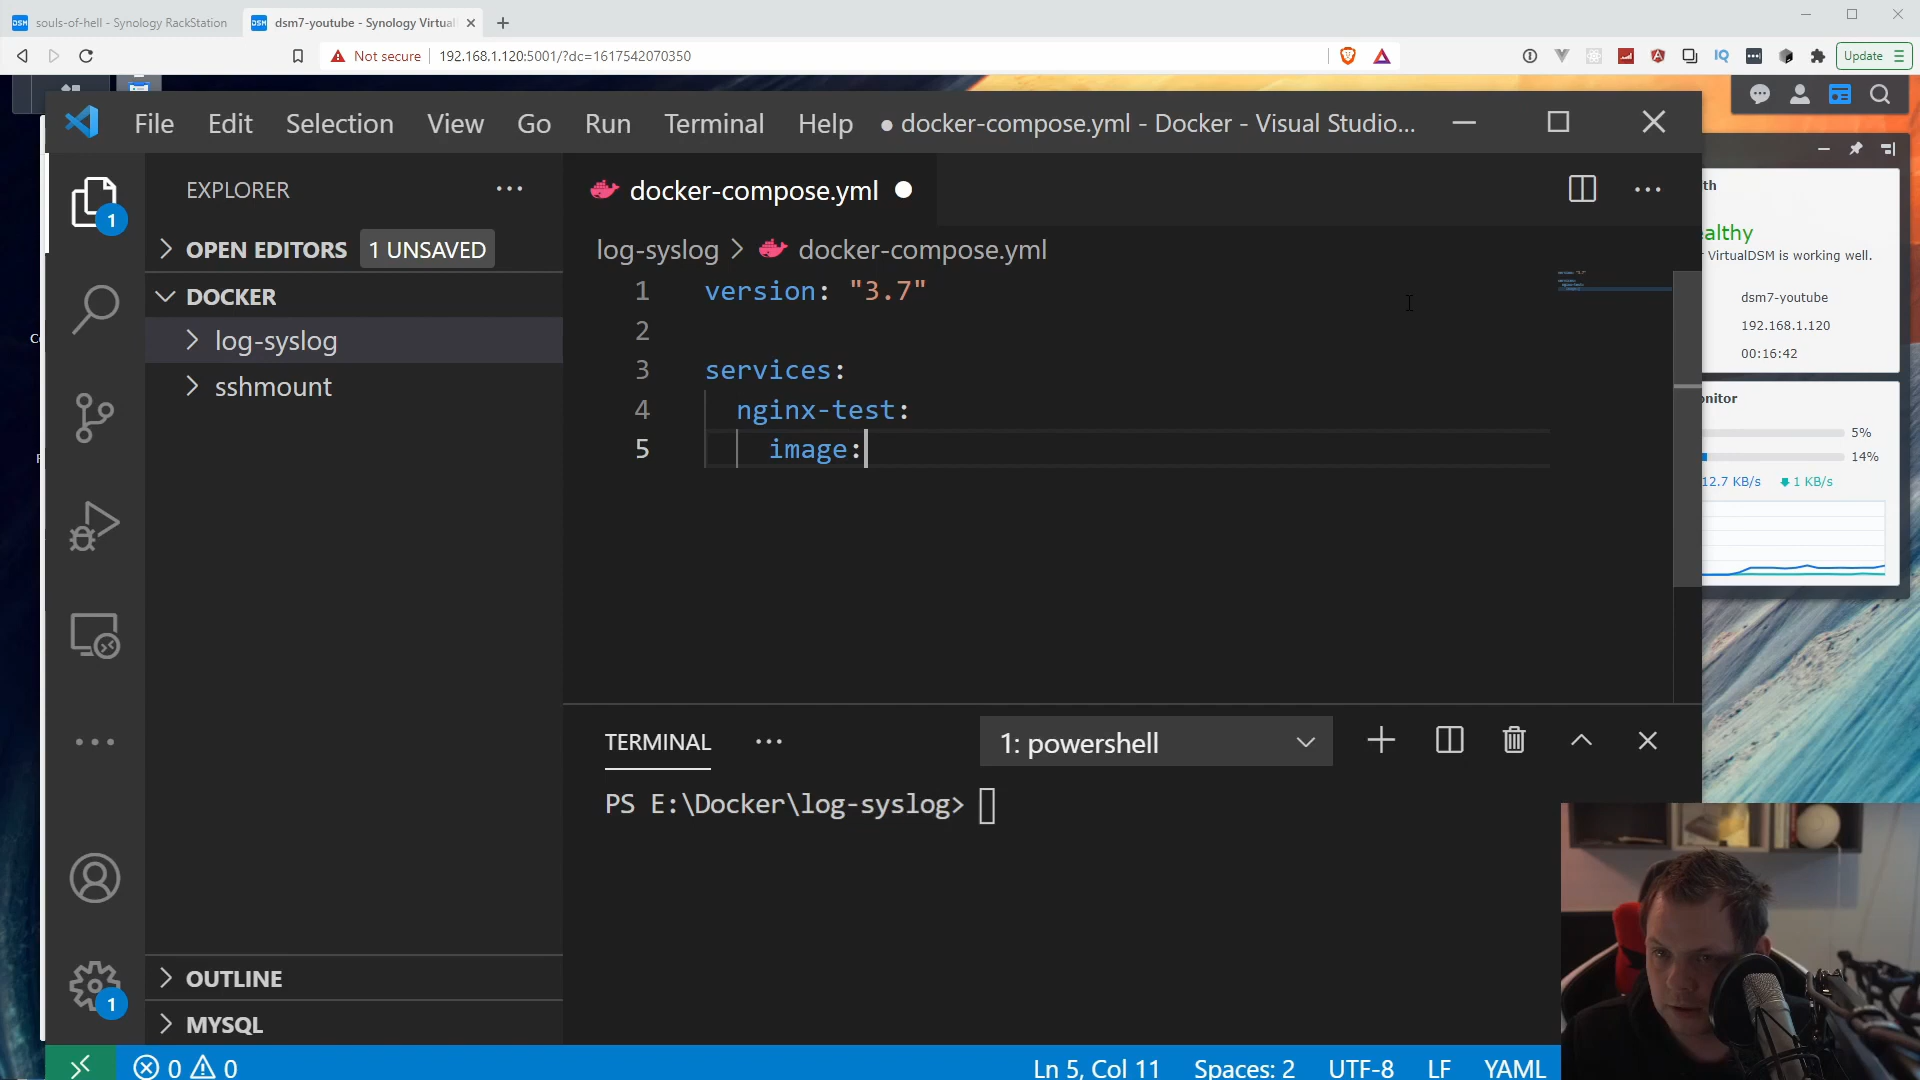 souls-of-hell - Synology RackStation
dsm7-youtube - Synology Virtual
Not secure
192.168.1.120:5001/?dc=1617542070350
Update
File Edit Selection View Go Run Terminal Help
● docker-compose.yml - Docker - Visual Studio...
EXPLORER
OPEN EDITORS 1 UNSAVED
DOCKER
log-syslog
sshmount
OUTLINE
MYSQL
1
1
docker-compose.yml
log-syslog > docker-compose.yml
1 version: "3.7"
2
3 services:
4 nginx-test:
5 image:
TERMINAL
1: powershell
PS E:\Docker\log-syslog>
0 0
Ln 5, Col 11 Spaces: 2 UTF-8 LF YAML
th
ealthy
VirtualDSM is working well.
dsm7-youtube
192.168.1.120
00:16:42
onitor
5%
14%
12.7 KB/s 1 KB/s